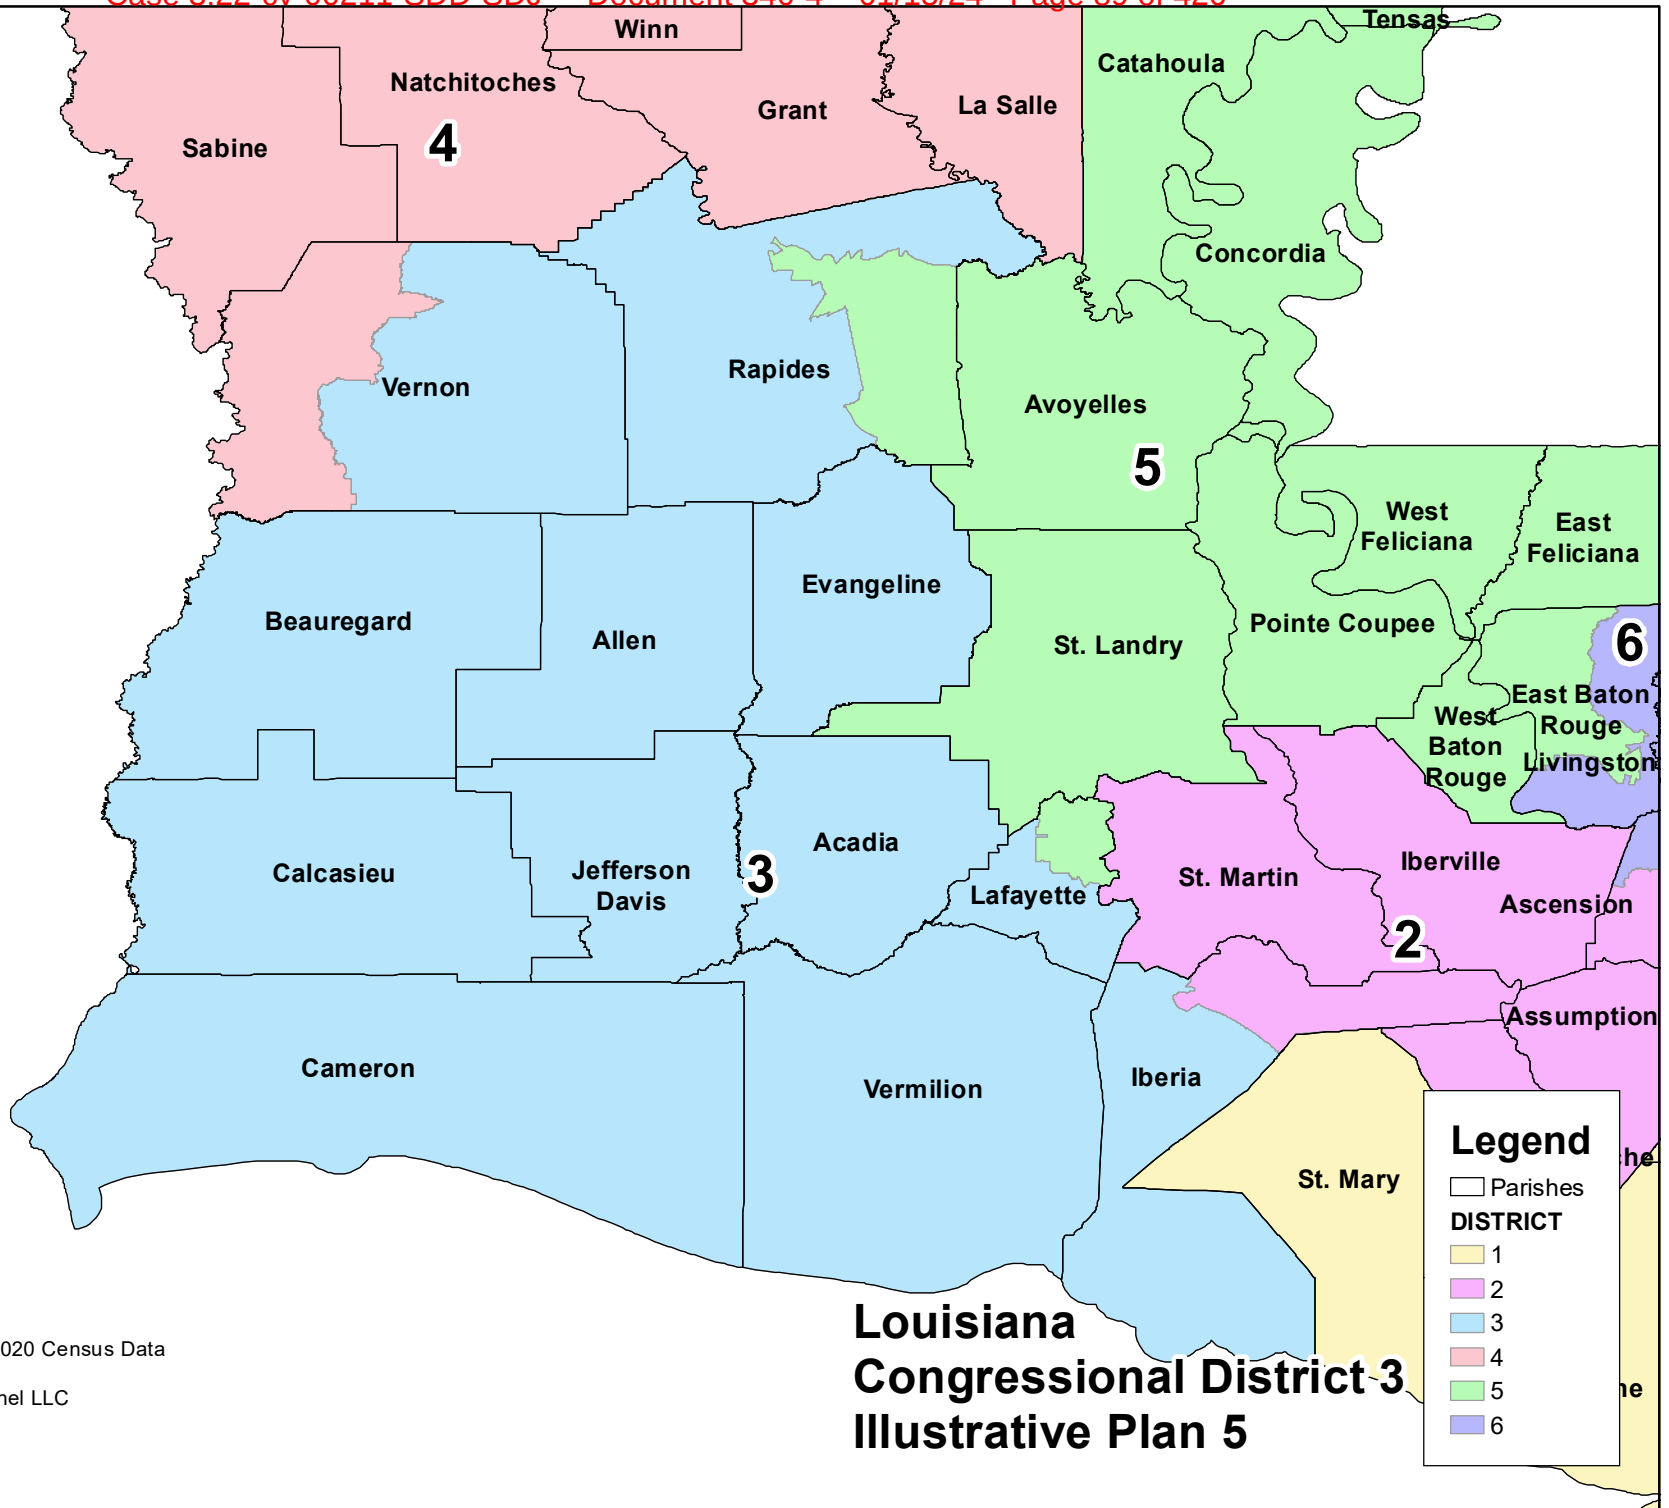 Winn
Tensas
Catahoula
Natchitoches
Grant
La Salle
Sabine
4
Concordia
Rapides
Vernon
Avoyelles
5
West
Feliciana
East
Feliciana
Evangeline
Beauregard
Allen
St. Landry
Pointe Coupee
6
East Baton
Rouge
West
Baton
Rouge
Livingston
Acadia
Calcasieu
Jefferson
Davis
3
Lafayette
St. Martin
Iberville
Ascension
2
Assumption
Cameron
Vermilion
Iberia
St. Mary
he
Legend
Parishes
DISTRICT
1
2
3
4
5
6
ne
020 Census Data
nel LLC
Louisiana
Congressional District 3
Illustrative Plan 5